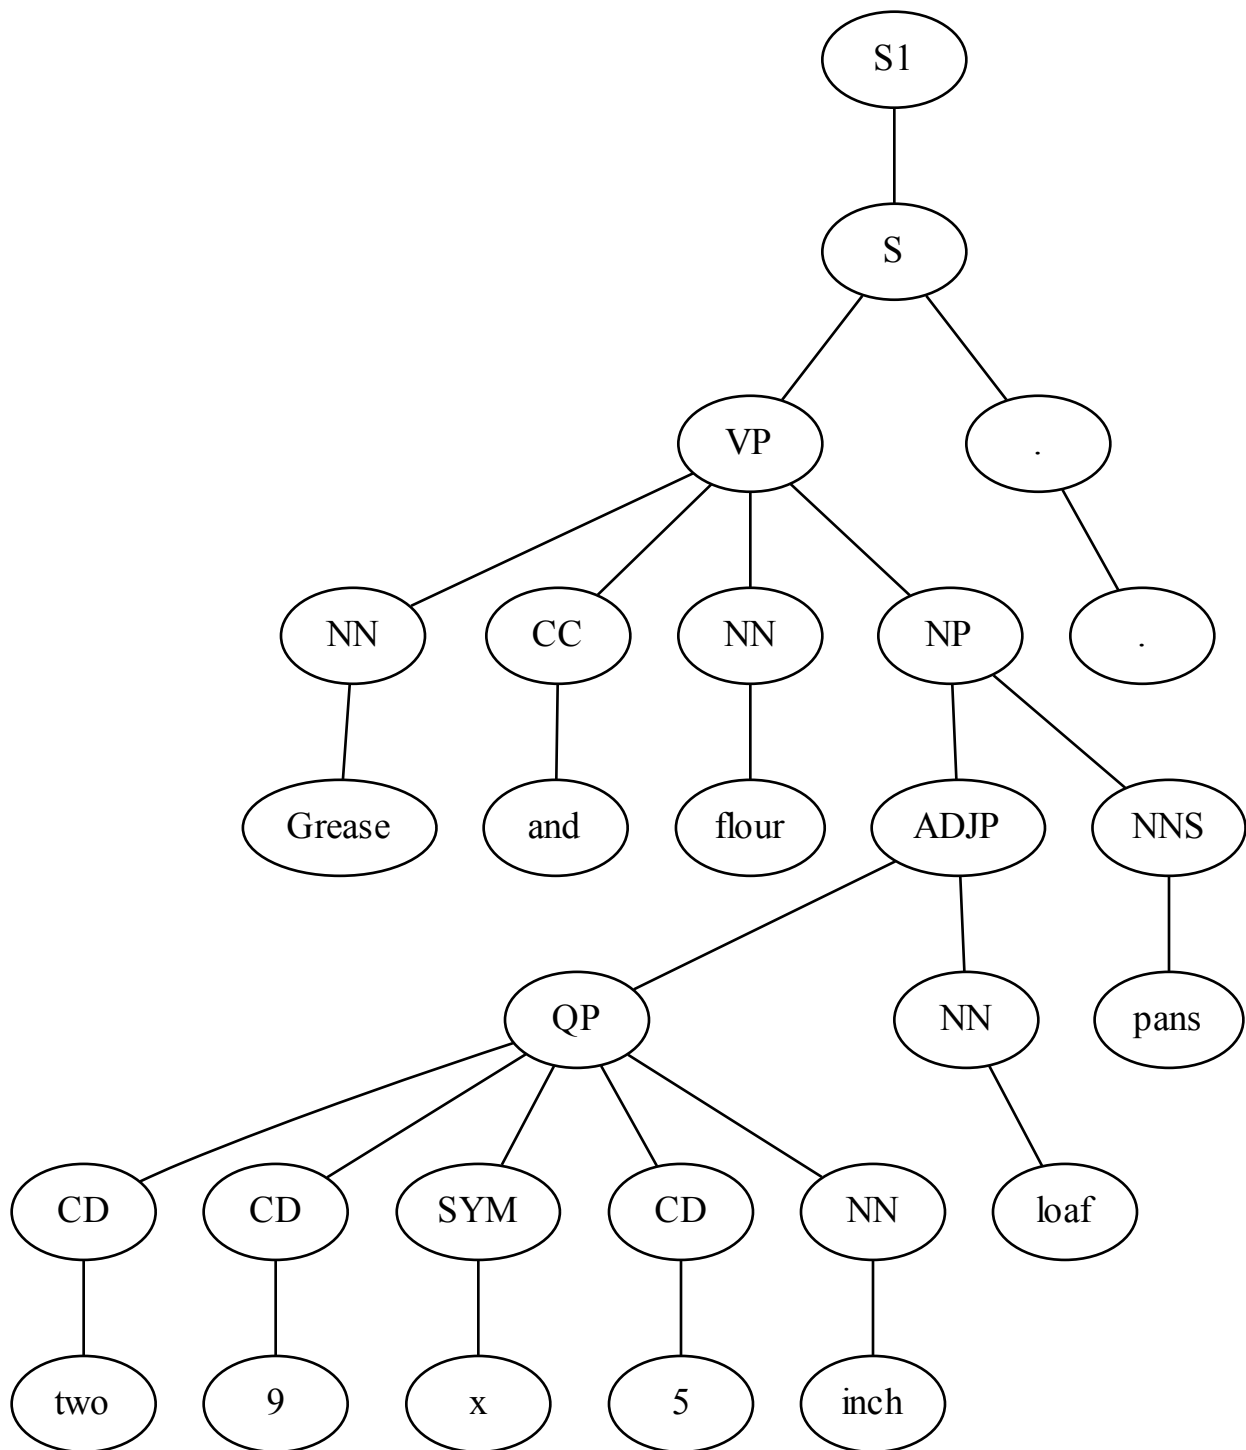 S1
S
VP .
NN CC NN NP .
Grease and flour ADJP NNS
QP NN pans
CD CD SYM CD NN loaf
two 9 x 5 inch